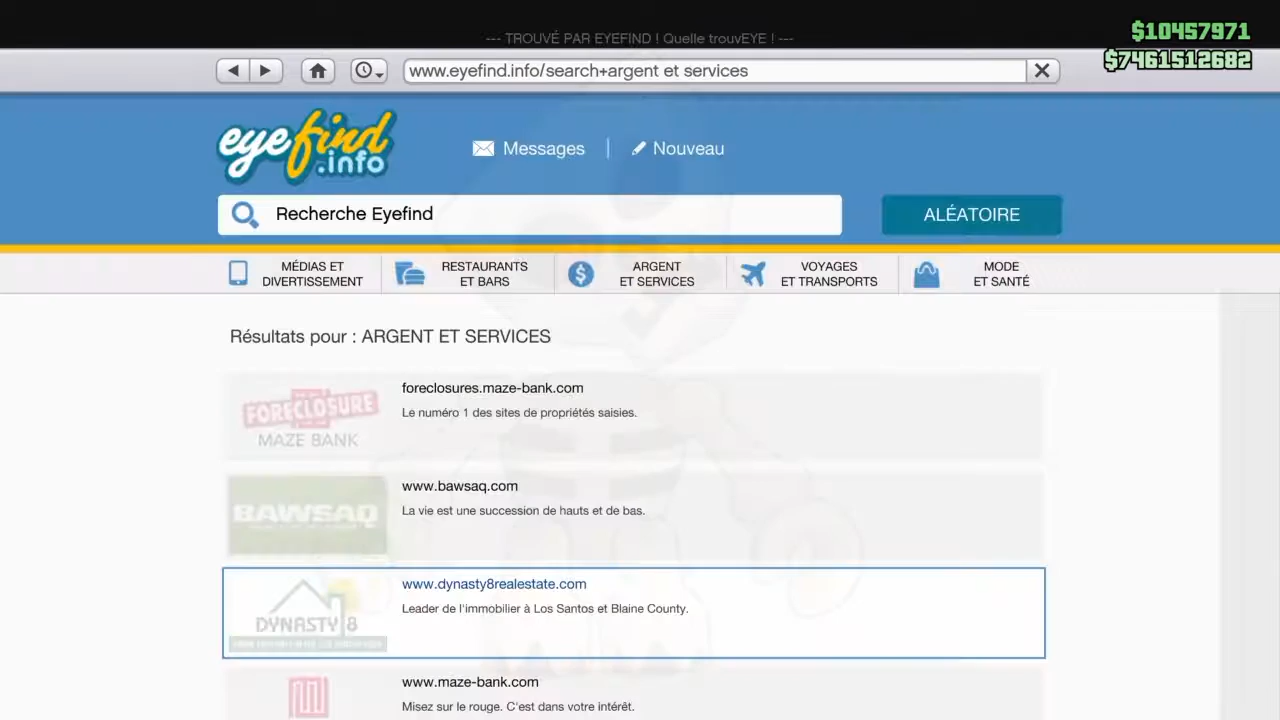 --- TROUVÉ PAR EYEFIND ! Quelle trouvEYE ! ---
$10457971
$7461512682
www.eyefind.info/search+argent et services
eyefind
.info
Messages
Nouveau
Recherche Eyefind
ALÉATOIRE
MÉDIAS ET
DIVERTISSEMENT
RESTAURANTS
ET BARS
ARGENT
ET SERVICES
VOYAGES
ET TRANSPORTS
MODE
ET SANTÉ
Résultats pour : ARGENT ET SERVICES
FORECLOSURE
MAZE BANK
foreclosures.maze-bank.com
Le numéro 1 des sites de propriétés saisies.
BAWSAQ
www.bawsaq.com
La vie est une succession de hauts et de bas.
DYNASTY 8
www.dynasty8realestate.com
Leader de l'immobilier à Los Santos et Blaine County.
www.maze-bank.com
Misez sur le rouge. C'est dans votre intérêt.